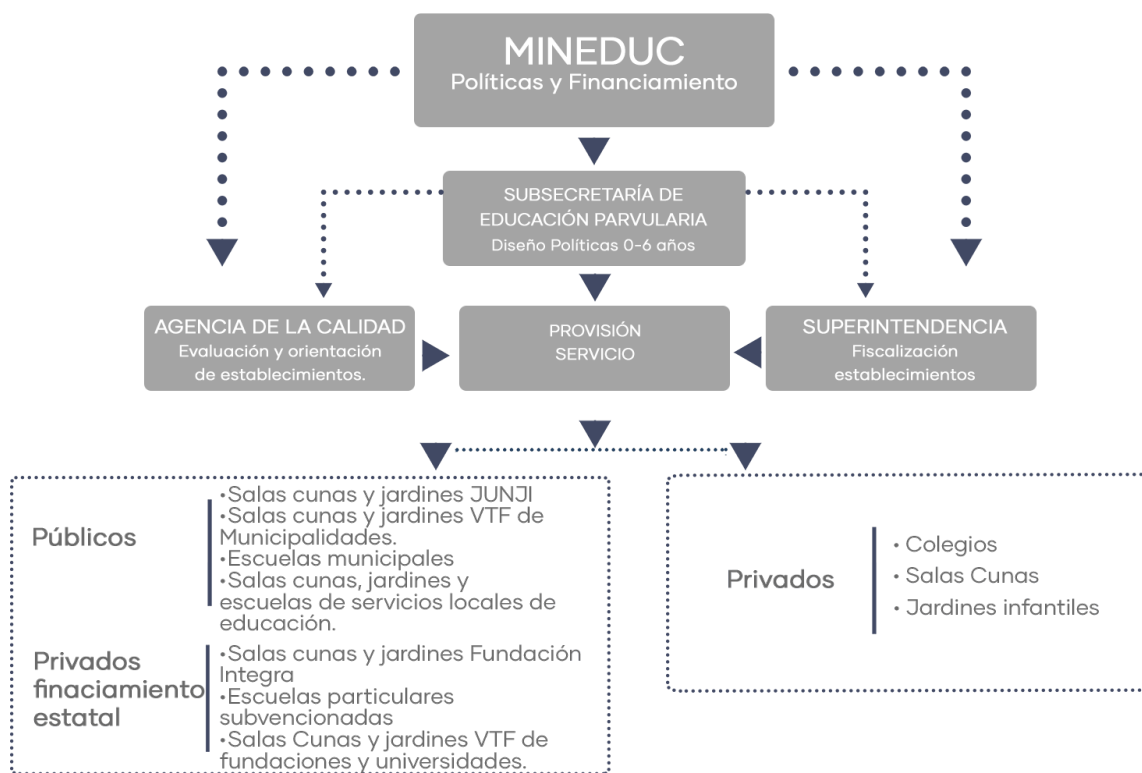 MINEDUC
Políticas y Financiamiento
SUBSECRETARÍA DE
EDUCACIÓN PARVULARIA
Diseño Políticas 0-6 años
AGENCIA DE LA CALIDAD
Evaluación y orientación
de establecimientos.
PROVISIÓN
SERVICIO
SUPERINTENDENCIA
Fiscalización
establecimientos
Públicos
•Salas cunas y jardines JUNJI
•Salas cunas y jardines VTF de
Municipalidades.
•Escuelas municipales
•Salas cunas, jardines y
escuelas de servicios locales de
educación.
Privados
finaciamiento
estatal
•Salas cunas y jardines Fundación
Integra
•Escuelas particulares
subvencionadas
•Salas Cunas y jardines VTF de
fundaciones y universidades.
Privados
• Colegios
• Salas Cunas
• Jardines infantiles